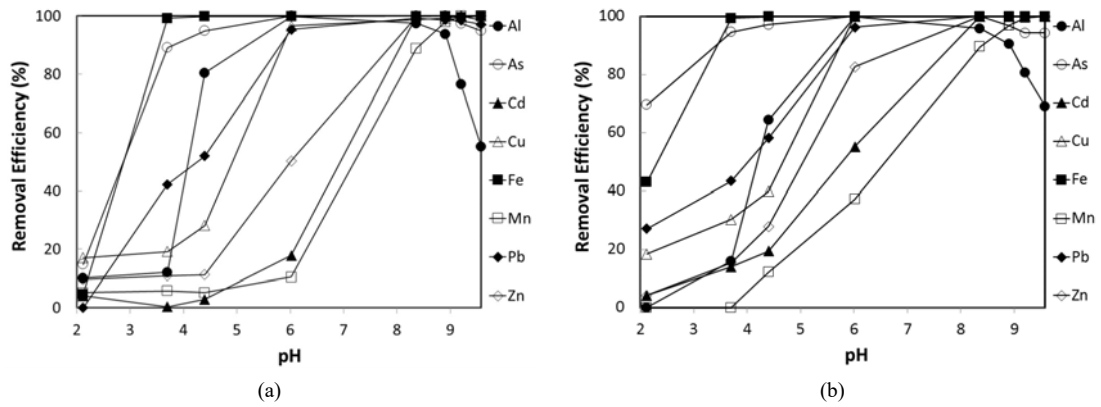 100
80
60
40
20
0
Removal Efficiency (%)
2 3 4 5 6 7 8 9
pH
Al
As
Cd
Cu
Fe
Mn
Pb
Zn
(a)
100
80
60
40
20
0
Removal Efficiency (%)
2 3 4 5 6 7 8 9
pH
Al
As
Cd
Cu
Fe
Mn
Pb
Zn
(b)